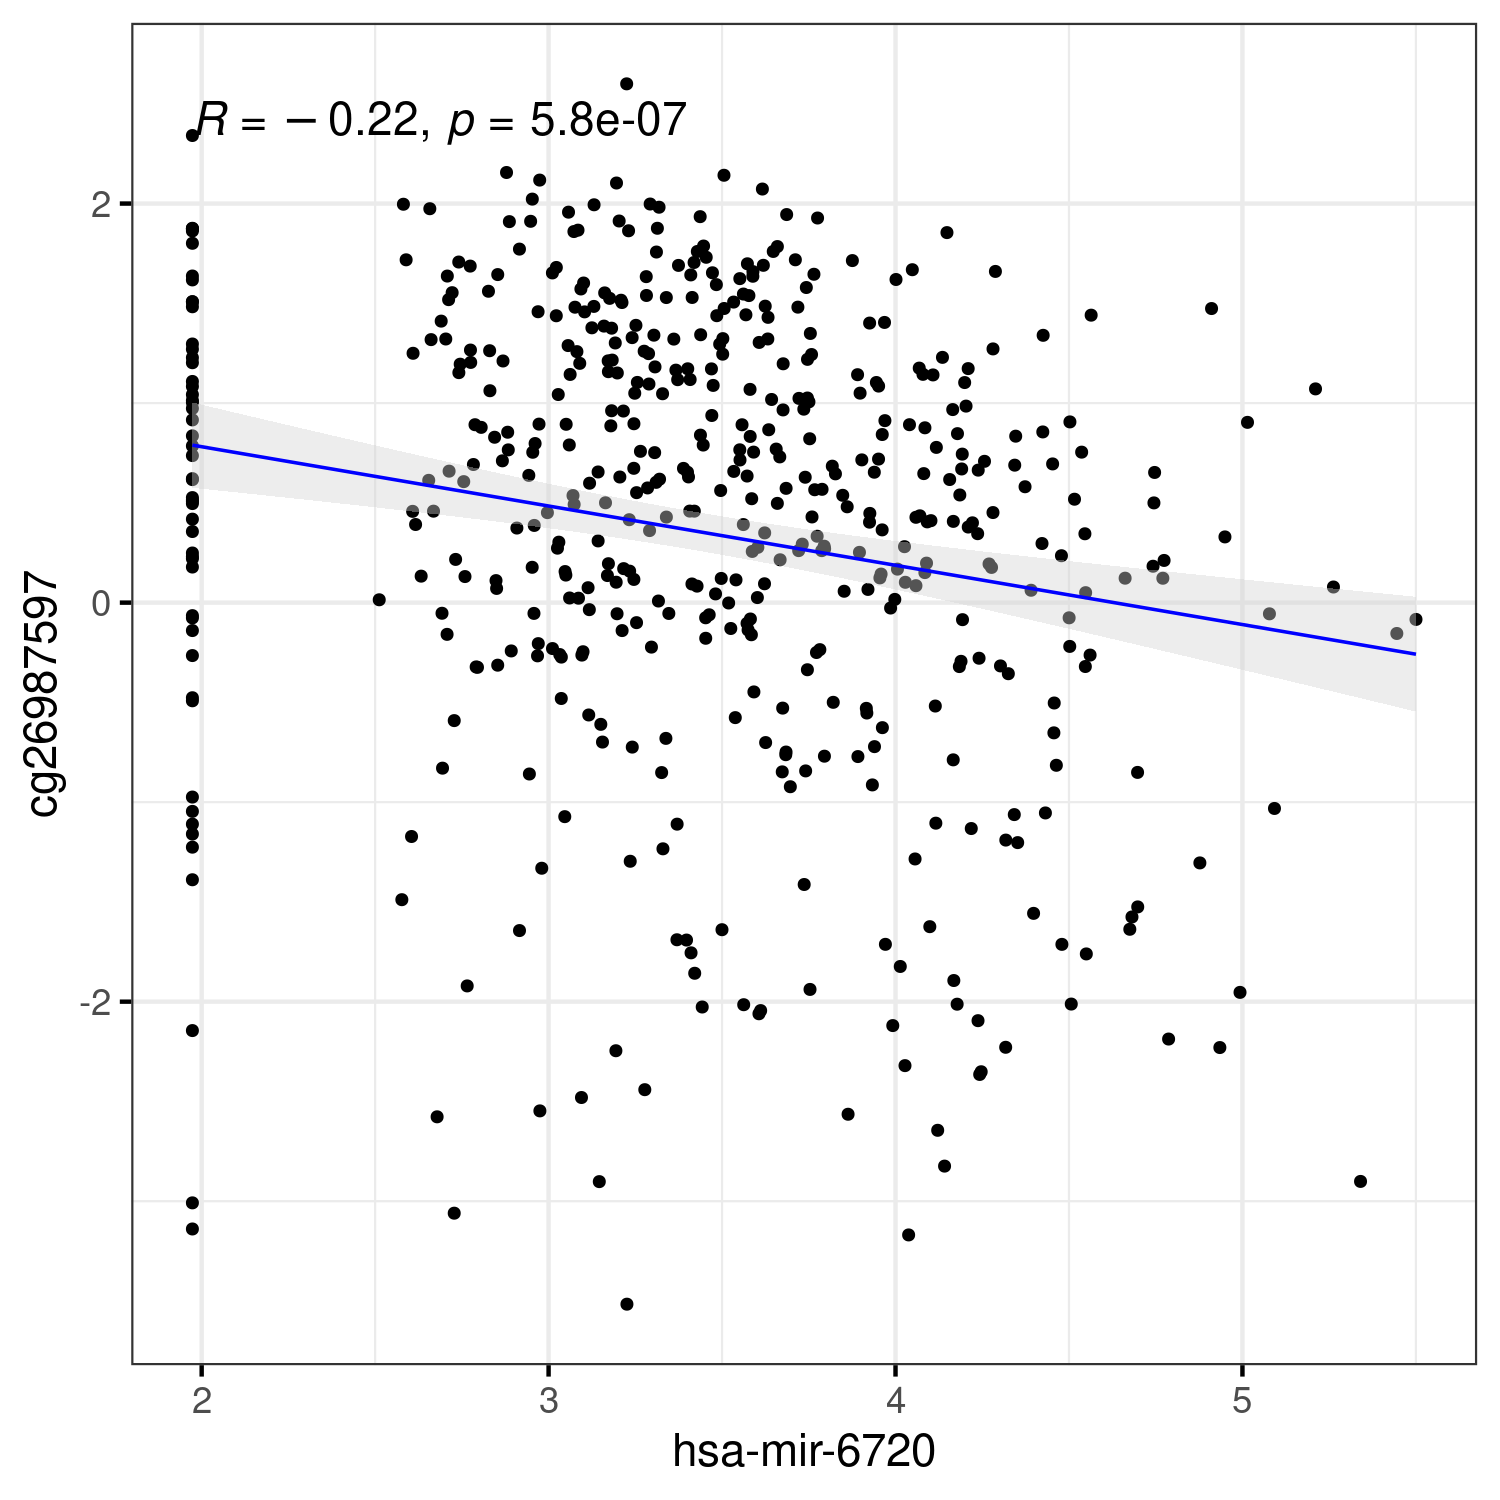 R = − 0.22, p = 5.8e-07
2
0
-2
cg26987597
2 3 4 5
hsa-mir-6720